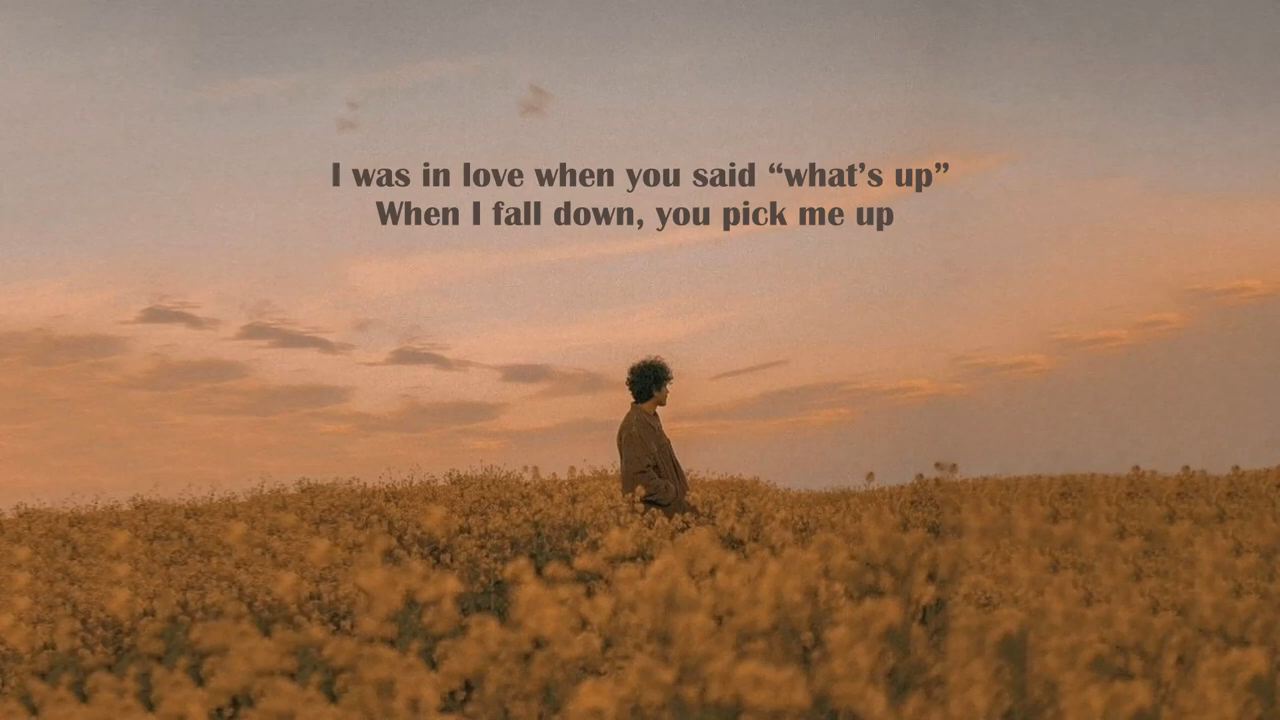 I was in love when you said “what’s up”
When I fall down, you pick me up